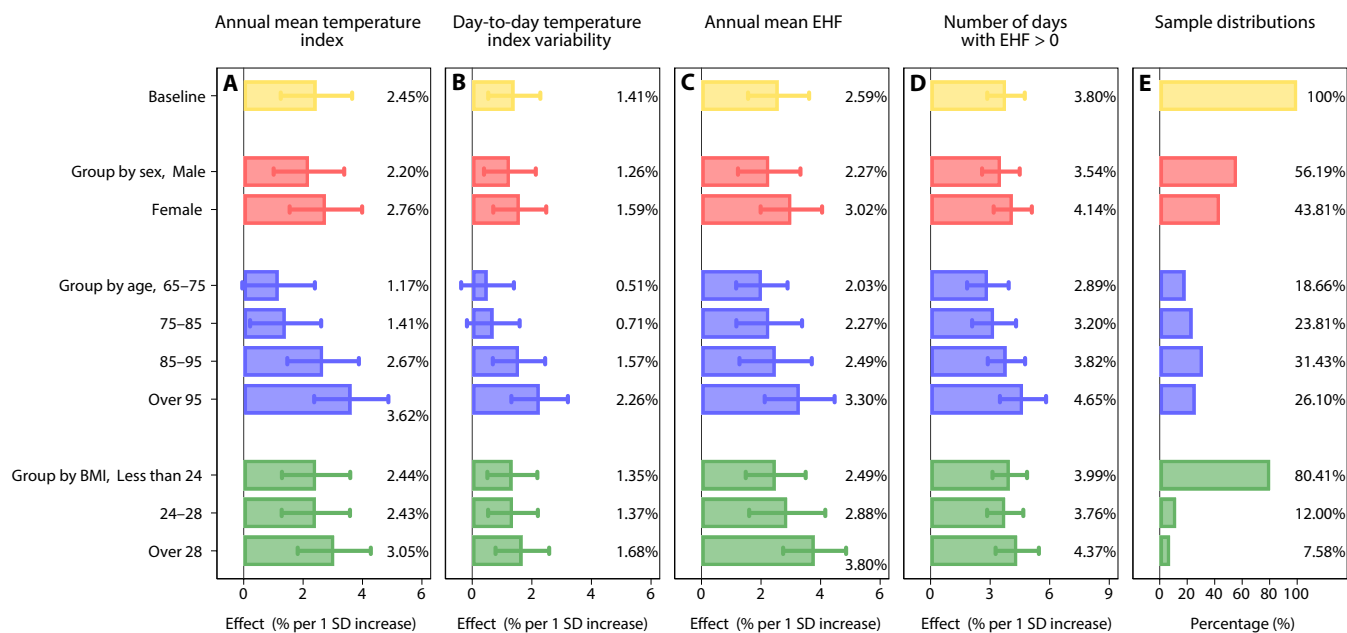 Annual mean temperature
index
Day-to-day temperature
index variability
Annual mean EHF
Number of days
with EHF > 0
Sample distributions
A B C D E
Baseline 2.45% 1.41% 2.59% 3.80% 100%
Group by sex, Male 2.20% 1.26% 2.27% 3.54% 56.19%
Female 2.76% 1.59% 3.02% 4.14% 43.81%
Group by age, 65–75 1.17% 0.51% 2.03% 2.89% 18.66%
75–85 1.41% 0.71% 2.27% 3.20% 23.81%
85–95 2.67% 1.57% 2.49% 3.82% 31.43%
Over 95 3.62% 2.26% 3.30% 4.65% 26.10%
Group by BMI, Less than 24 2.44% 1.35% 2.49% 3.99% 80.41%
24–28 2.43% 1.37% 2.88% 3.76% 12.00%
Over 28 3.05% 1.68% 3.80% 4.37% 7.58%
0 2 4 6 0 2 4 6 0 2 4 6 0 3 6 9 0 20 40 60 80 100
Effect (% per 1 SD increase) Effect (% per 1 SD increase) Effect (% per 1 SD increase) Effect (% per 1 SD increase) Percentage (%)